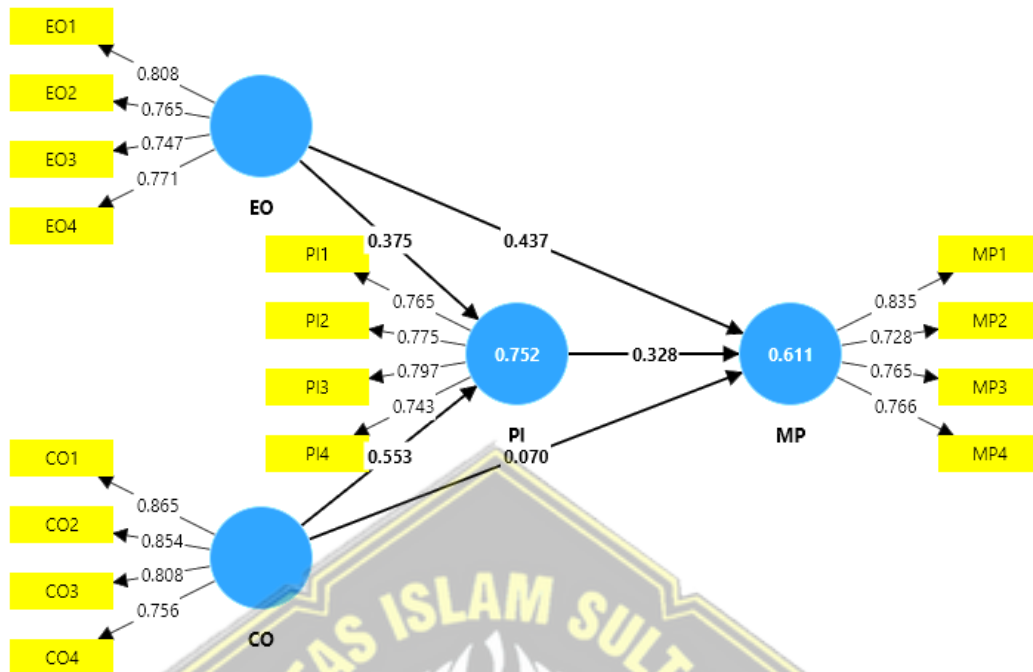 EO1
0.808
EO2
0.765
EO3
0.747
EO4
0.771
EO
0.375
0.437
PI1
0.765
PI2
0.775
PI3
0.797
PI4
0.743
0.752
PI
0.328
0.611
MP
MP1
0.835
MP2
0.728
MP3
0.765
MP4
0.766
0.553
0.070
CO1
0.865
CO2
0.854
CO3
0.808
CO4
0.756
CO
AS ISLAM SULT